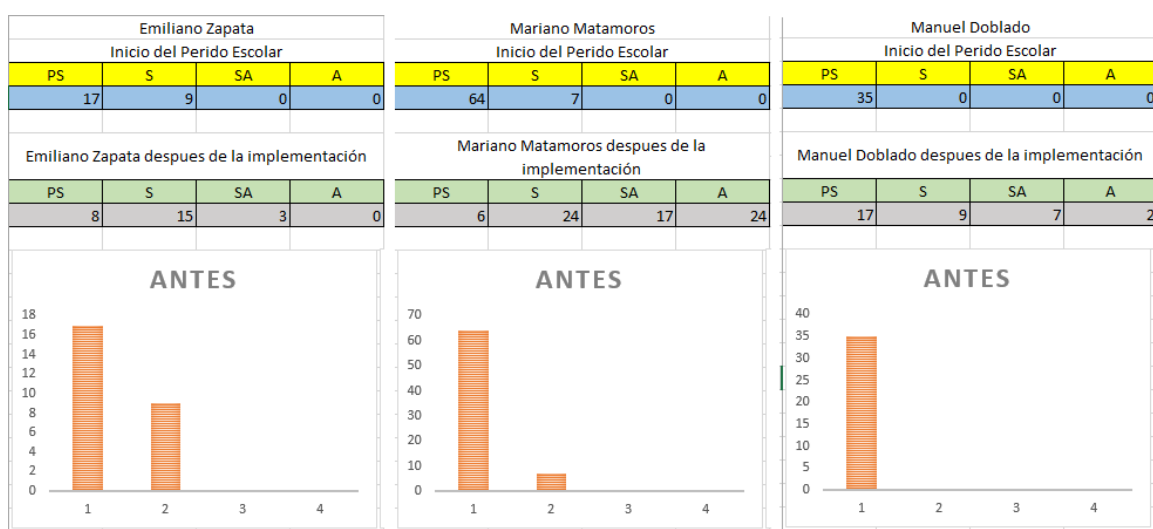 Emiliano Zapata
Inicio del Perido Escolar
PS S SA A
17 9 0 0
Emiliano Zapata despues de la implementación
PS S SA A
8 15 3 0
ANTES
18
16
14
12
10
8
6
4
2
0
1 2 3 4
Mariano Matamoros
Inicio del Perido Escolar
PS S SA A
64 7 0 0
Mariano Matamoros despues de la
implementación
PS S SA A
6 24 17 24
ANTES
70
60
50
40
30
20
10
0
1 2 3 4
Manuel Doblado
Inicio del Perido Escolar
PS S SA A
35 0 0 0
Manuel Doblado despues de la implementación
PS S SA A
17 9 7 2
ANTES
40
35
30
25
20
15
10
5
0
1 2 3 4